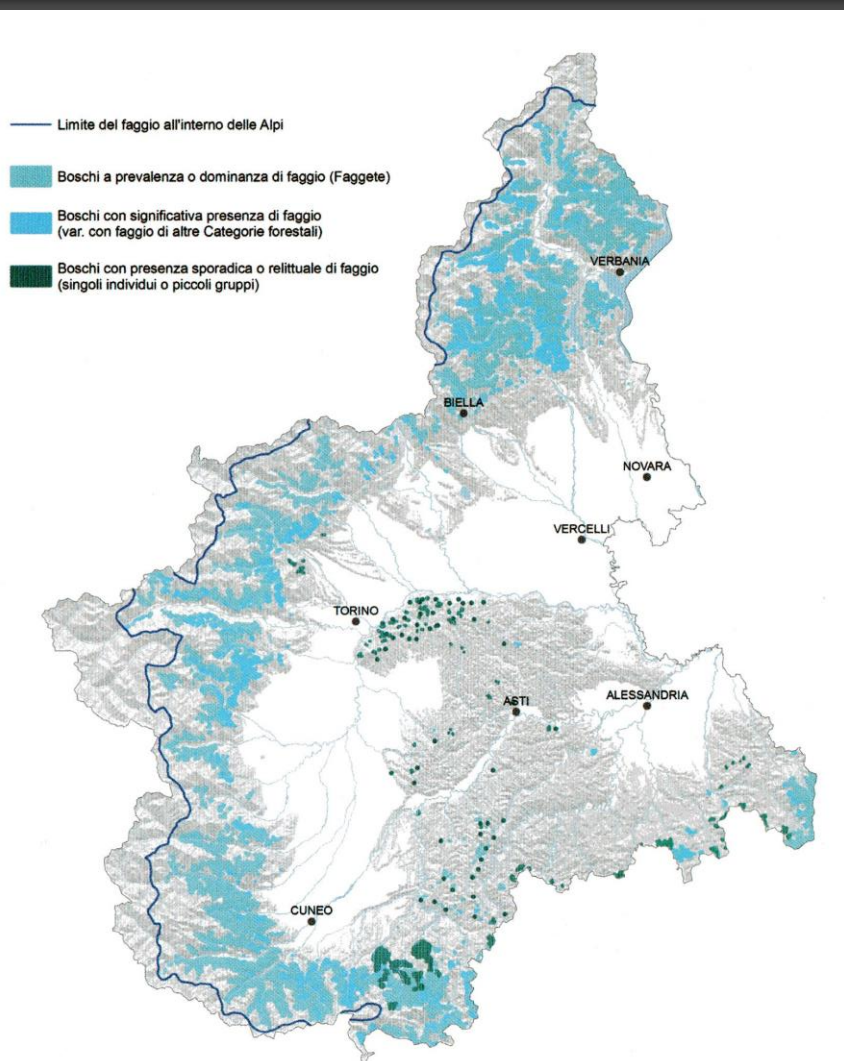 Limite del faggio all'interno delle Alpi
Boschi a prevalenza o dominanza di faggio (Faggete)
Boschi con significativa presenza di faggio
(var. con faggio di altre Categorie forestali)
Boschi con presenza sporadica o relittuale di faggio
(singoli individui o piccoli gruppi)
VERBANIA
BIELLA
NOVARA
VERCELLI
TORINO
ASTI
ALESSANDRIA
CUNEO